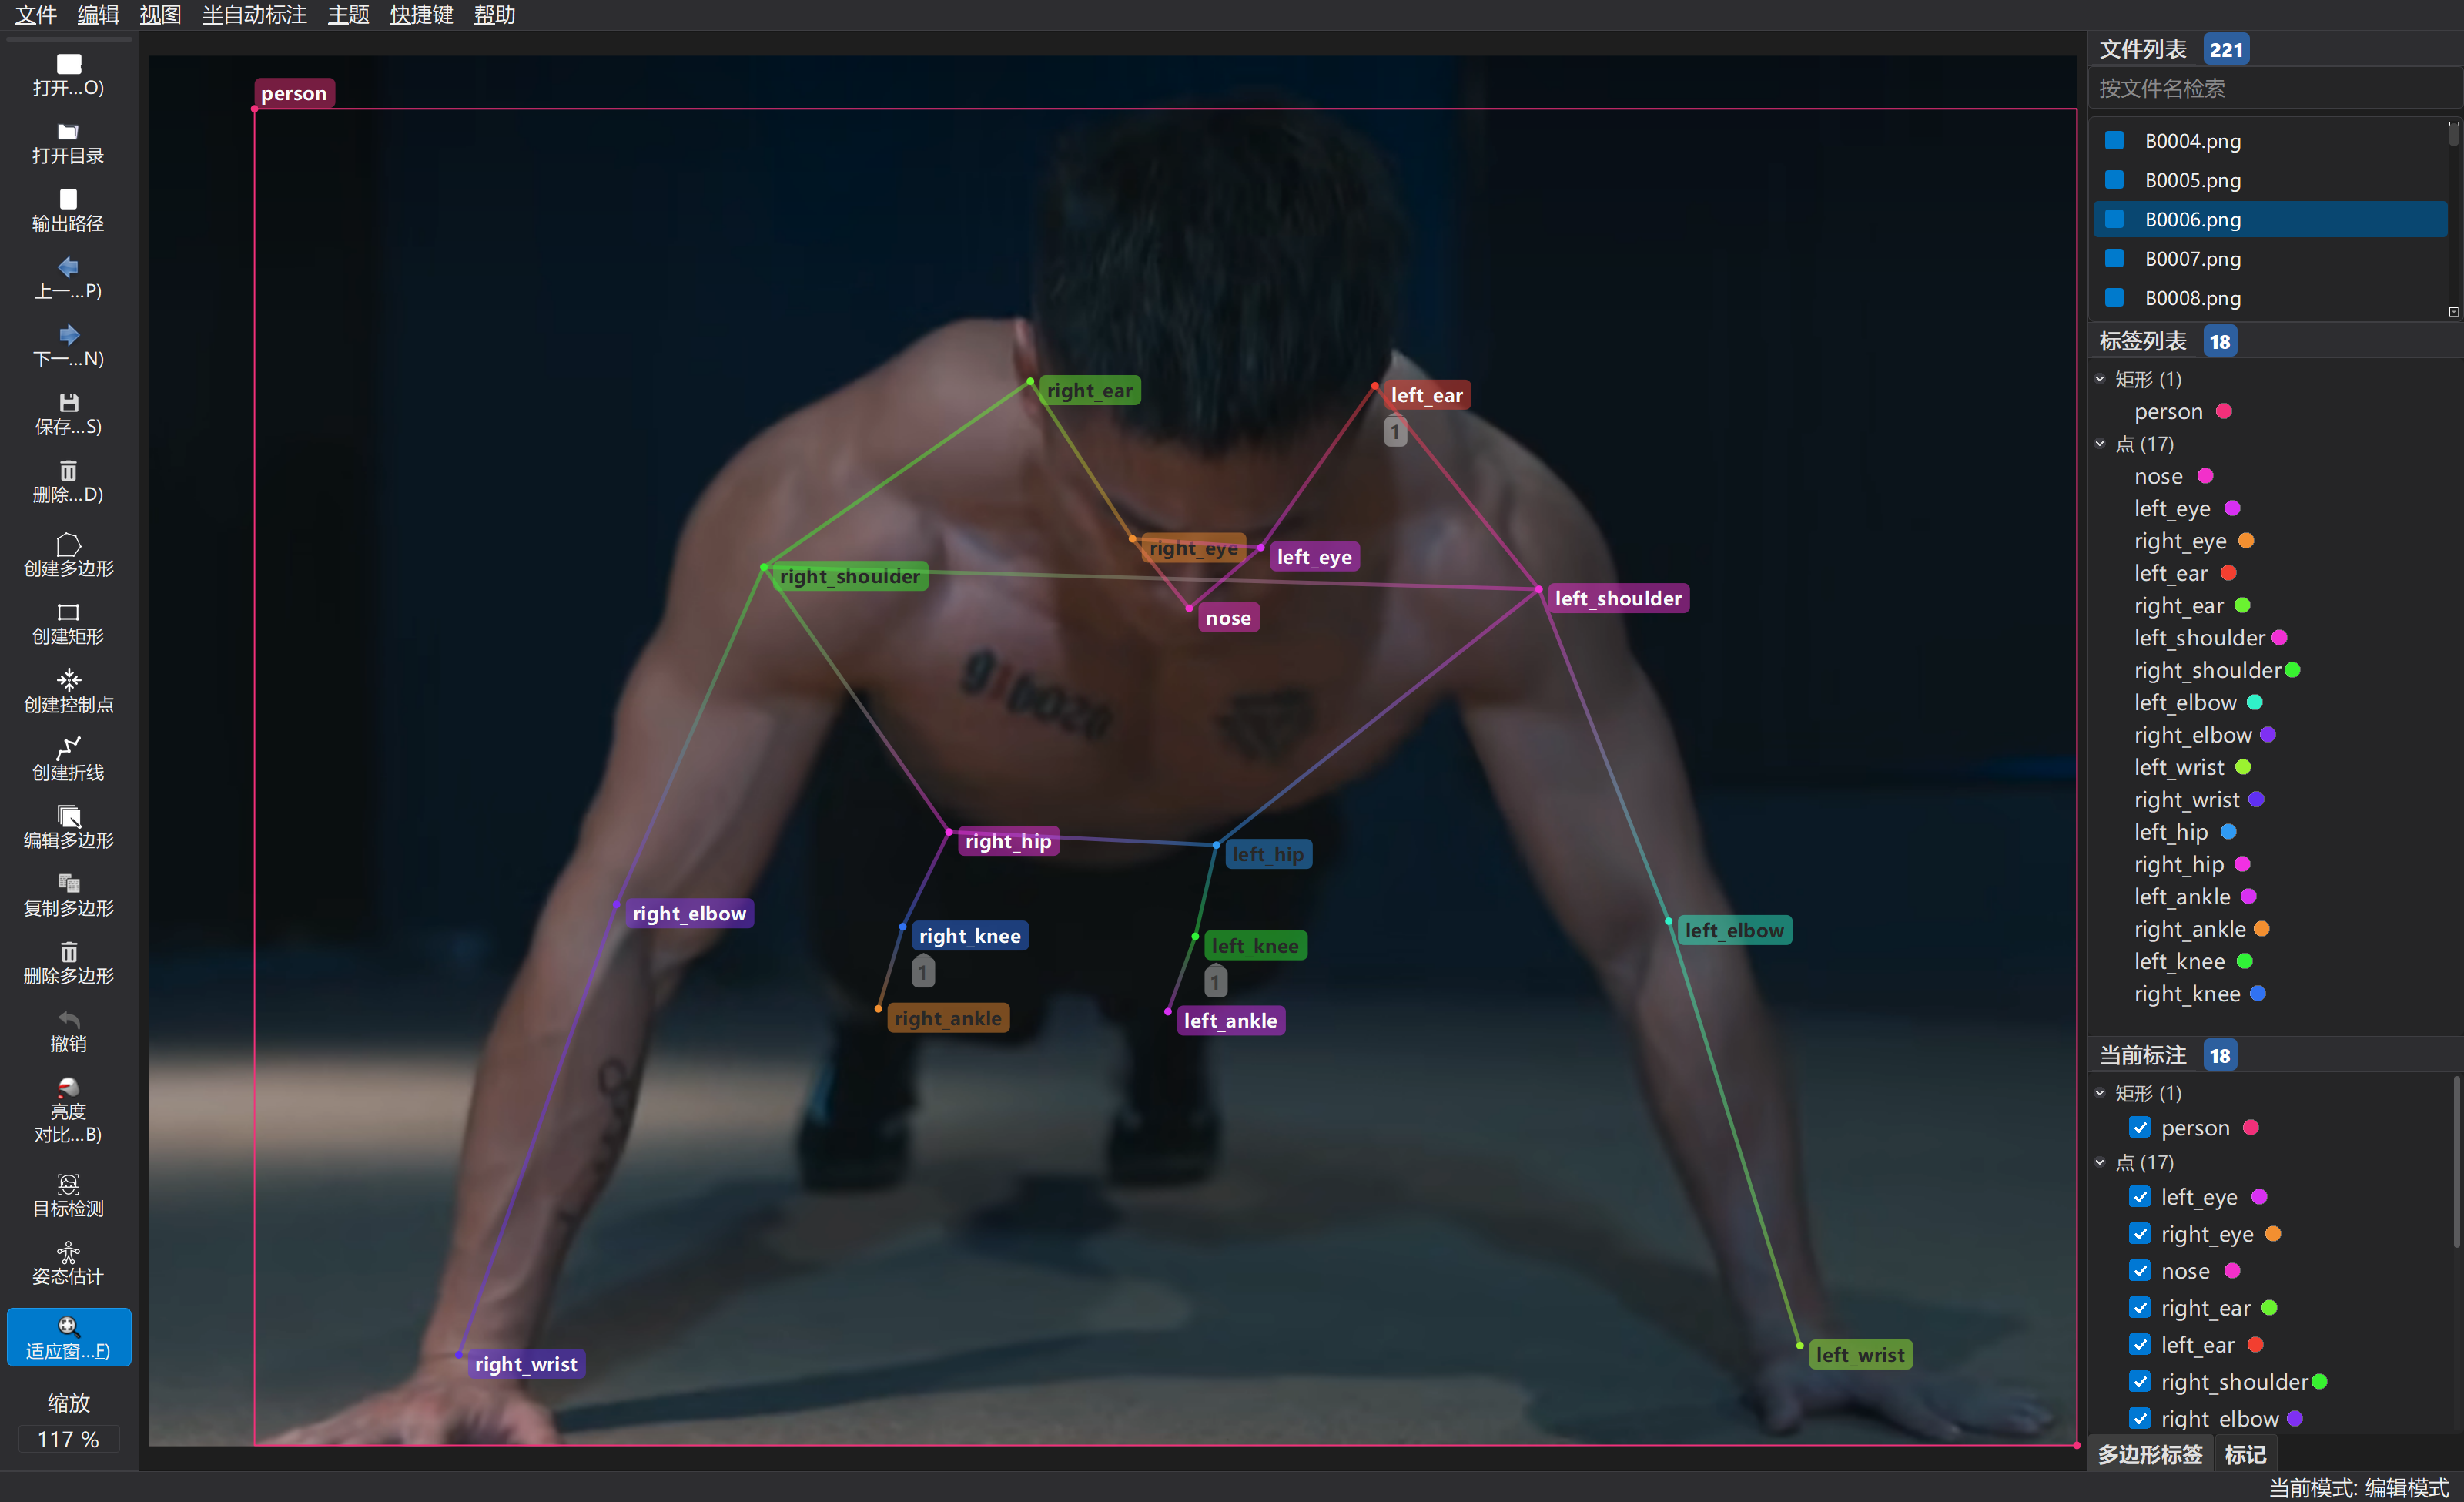 文件 编辑 视图 半自动标注 主题 快捷键 帮助
打开...O)
打开目录
输出路径
上一...P)
下一...N)
保存...S)
删除...D)
创建多边形
创建矩形
创建控制点
创建折线
编辑多边形
复制多边形
删除多边形
撤销
亮度
对比...B)
目标检测
姿态估计
适应窗...F)
缩放
117 %
person
right_ear
left_ear
1
right_eye
left_eye
right_shoulder
left_shoulder
nose
right_hip
left_hip
right_elbow
left_elbow
right_knee
left_knee
1
1
right_ankle
left_ankle
right_wrist
left_wrist
文件列表 221
按文件名检索
B0004.png
B0005.png
B0006.png
B0007.png
B0008.png
标签列表 18
矩形 (1)
person
点 (17)
nose
left_eye
right_eye
left_ear
right_ear
left_shoulder
right_shoulder
left_elbow
right_elbow
left_wrist
right_wrist
left_hip
right_hip
left_ankle
right_ankle
left_knee
right_knee
当前标注 18
矩形 (1)
person
点 (17)
left_eye
right_eye
nose
right_ear
left_ear
right_shoulder
right_elbow
多边形标签 标记
当前模式: 编辑模式